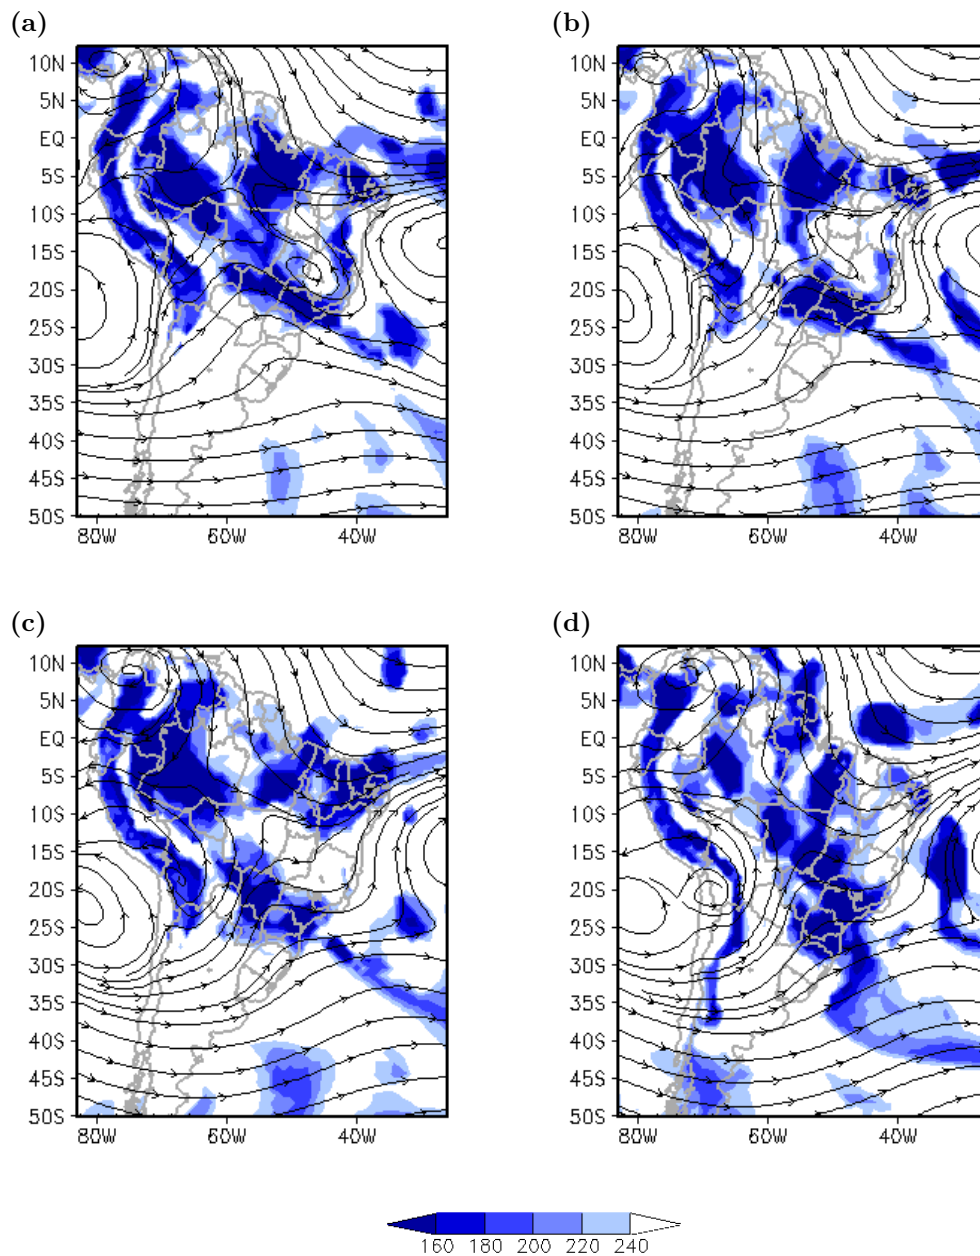 (a) (b)
10N 10N
5N 5N
EQ EQ
5S 5S
10S 10S
15S 15S
20S 20S
25S 25S
30S 30S
35S 35S
40S 40S
45S 45S
50S 50S
80W 60W 40W 80W 60W 40W
(c) (d)
10N 10N
5N 5N
EQ EQ
5S 5S
10S 10S
15S 15S
20S 20S
25S 25S
30S 30S
35S 35S
40S 40S
45S 45S
50S 50S
80W 60W 40W 80W 60W 40W
160 180 200 220 240